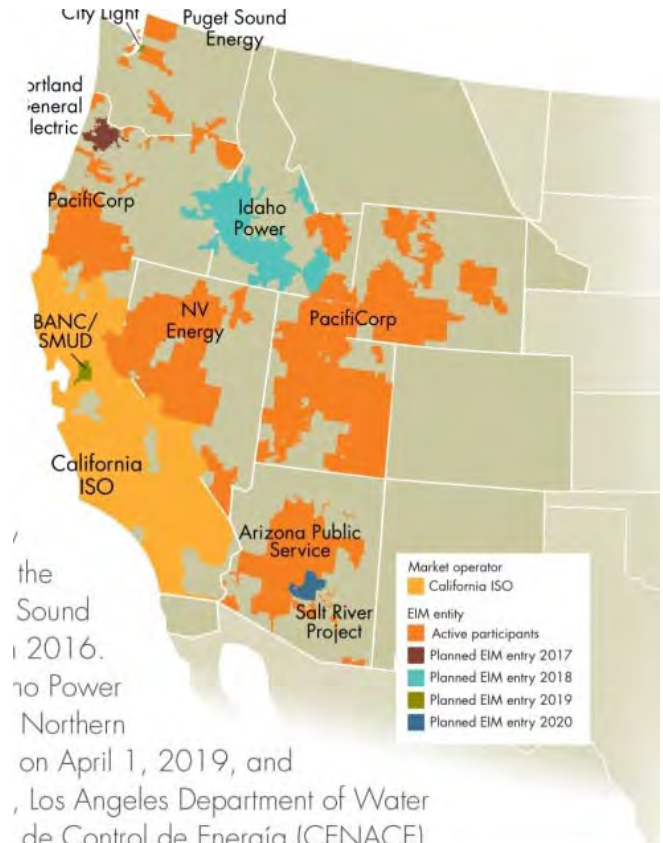 City Light
Puget Sound
Energy
ortland
General
lectric
PacifiCorp
Idaho
Power
NV
Energy
PacifiCorp
BANC/
SMUD
California
ISO
Arizona Public
Service
Salt River
Project
Market operator
California ISO
EIM entity
Active participants
Planned EIM entry 2017
Planned EIM entry 2018
Planned EIM entry 2019
Planned EIM entry 2020
the
Sound
2016.
Power
Northern
on April 1, 2019, and
, Los Angeles Department of Water
de Control de Energía (CENACE)